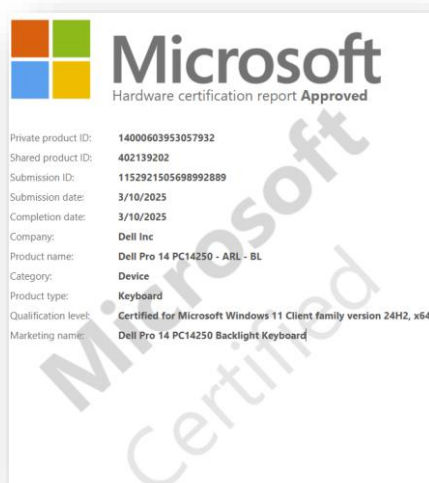 Microsoft
Hardware certification report Approved
Private product ID: 14000603953057932
Shared product ID: 402139202
Submission ID: 1152921505698992889
Submission date: 3/10/2025
Completion date: 3/10/2025
Company: Dell Inc
Product name: Dell Pro 14 PC14250 - ARL - BL
Category: Device
Product type: Keyboard
Qualification level: Certified for Microsoft Windows 11 Client family version 24H2, x64
Marketing name: Dell Pro 14 PC14250 Backlight Keyboard
Microsoft
Certified